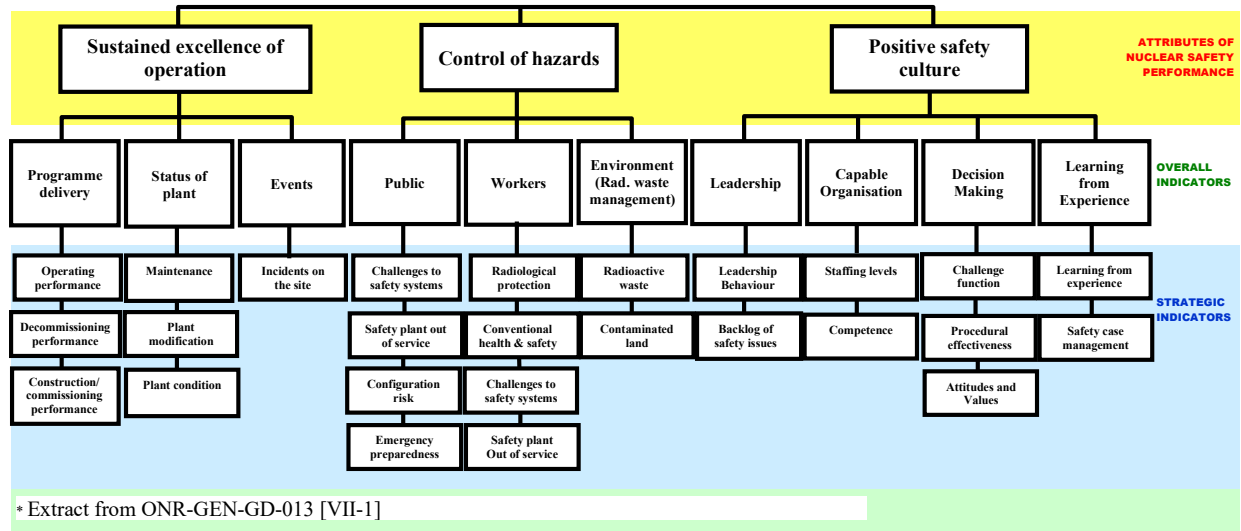 Sustained excellence of
operation
Control of hazards
Positive safety
culture
ATTRIBUTES OF
NUCLEAR SAFETY
PERFORMANCE
Programme
delivery
Status of
plant
Events
Public
Workers
Environment
(Rad. waste
management)
Leadership
Capable
Organisation
Decision
Making
Learning
from
Experience
OVERALL
INDICATORS
Operating
performance
Maintenance
Incidents on
the site
Challenges to
safety systems
Radiological
protection
Radioactive
waste
Leadership
Behaviour
Staffing levels
Challenge
function
Learning from
experience
STRATEGIC
INDICATORS
Decommissioning
performance
Plant
modification
Safety plant out
of service
Conventional
health & safety
Contaminated
land
Backlog of
safety issues
Competence
Procedural
effectiveness
Safety case
management
Construction/
commissioning
performance
Plant condition
Configuration
risk
Challenges to
safety systems
Attitudes and
Values
Emergency
preparedness
Safety plant
Out of service
* Extract from ONR-GEN-GD-013 [VII-1]